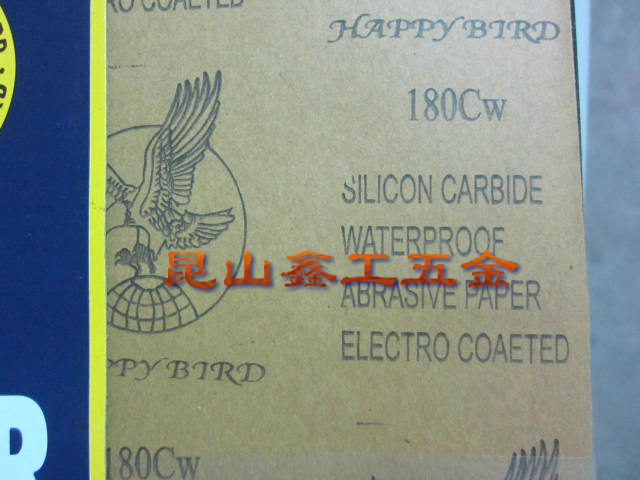 RO COAETED
HAPPY BIRD
180Cw
SILICON CARBIDE
WATERPROOF
昆山鑫工五金
ABRASIVE PAPER
ELECTRO COAETED
PPY BIRD
180Cw
R